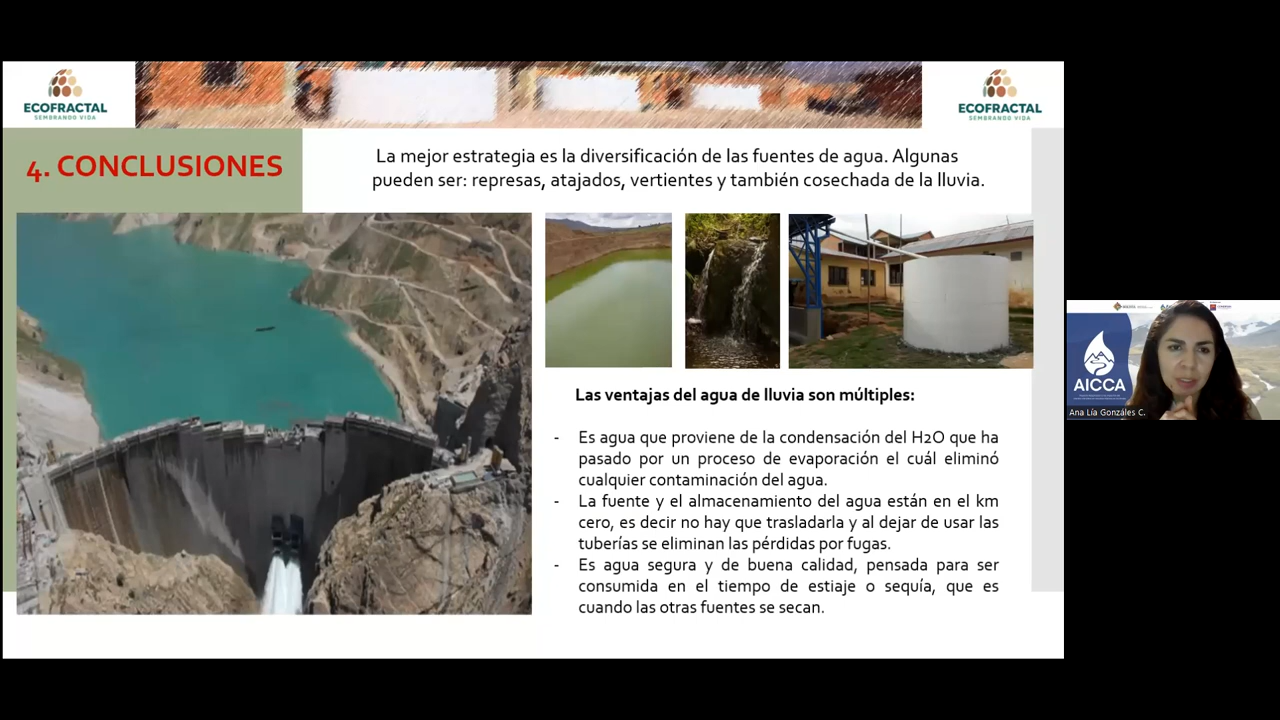 ECOFRACTAL
SEMBRANDO VIDA
ECOFRACTAL
SEMBRANDO VIDA
4. CONCLUSIONES
La mejor estrategia es la diversificación de las fuentes de agua. Algunas
pueden ser: represas, atajados, vertientes y también cosechada de la lluvia.
Las ventajas del agua de lluvia son múltiples:
- Es agua que proviene de la condensación del H2O que ha
pasado por un proceso de evaporación el cuál eliminó
cualquier contaminación del agua.
- La fuente y el almacenamiento del agua están en el km
cero, es decir no hay que trasladarla y al dejar de usar las
tuberías se eliminan las pérdidas por fugas.
- Es agua segura y de buena calidad, pensada para ser
consumida en el tiempo de estiaje o sequía, que es
cuando las otras fuentes se secan.
AICCA
Ana Lía Gonzáles C.